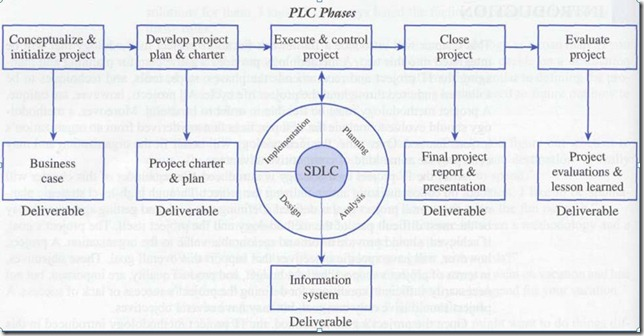 PLC Phases
Conceptualize &
initialize project
Develop project
plan & charter
Execute & control
project
Close
project
Evaluate
project
Implementation
Planning
SDLC
Design
Analysis
Business
case
Deliverable
Project charter
& plan
Deliverable
Final project
report &
presentation
Deliverable
Project
evaluations &
lesson learned
Deliverable
Information
system
Deliverable